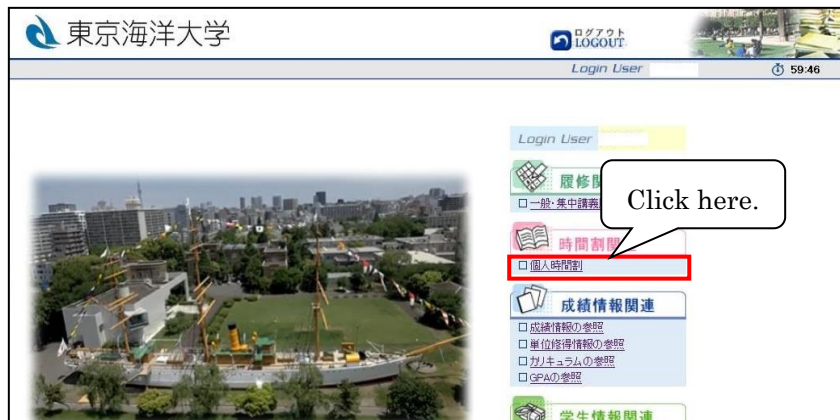 東京海洋大学
ログアウト
LOGOUT
Login User
59:46
Login User
履修関
一般・集中講義
Click here.
時間割関
個人時間割
成績情報関連
成績情報の参照
単位修得情報の参照
カリキュラムの参照
GPAの参照
学生情報関連